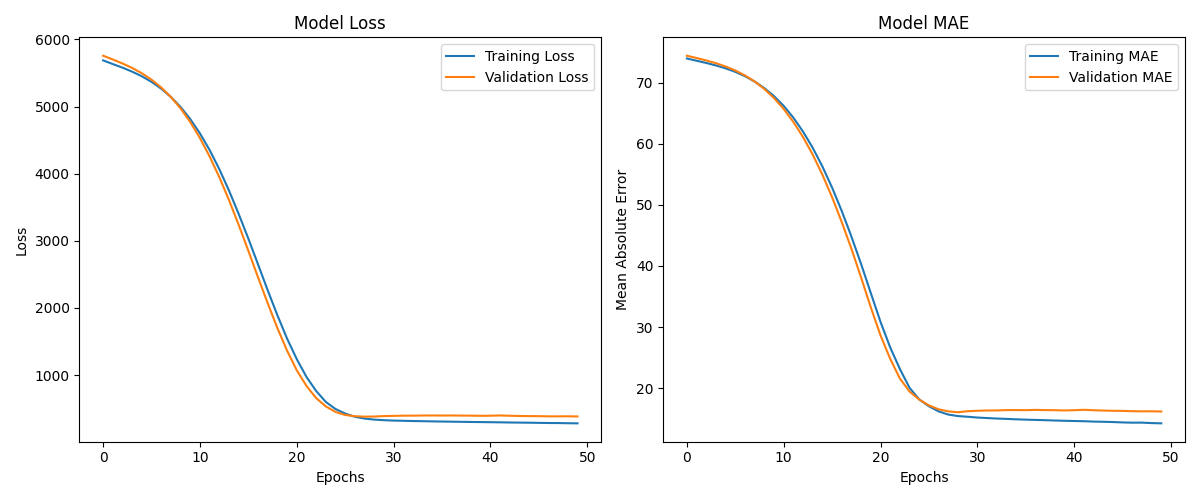 Model Loss
6000
5000
4000
3000
2000
1000
Loss
0 10 20 30 40 50
Epochs
Training Loss
Validation Loss
Model MAE
70
60
50
40
30
20
Mean Absolute Error
0 10 20 30 40 50
Epochs
Training MAE
Validation MAE